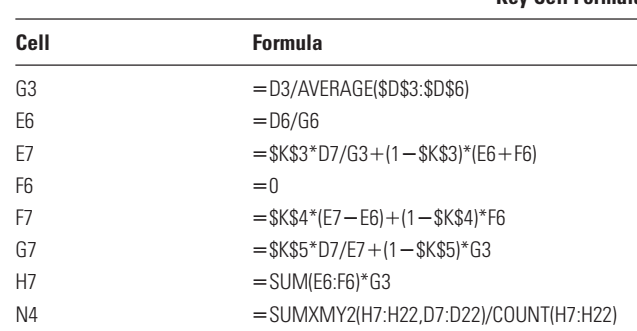 Key Cell Formula
Cell Formula
G3 =D3/AVERAGE($D$3:$D$6)
E6 =D6/G6
E7 =$K$3*D7/G3+(1−$K$3)*(E6+F6)
F6 =0
F7 =$K$4*(E7−E6)+(1−$K$4)*F6
G7 =$K$5*D7/E7+(1−$K$5)*G3
H7 =SUM(E6:F6)*G3
N4 =SUMXMY2(H7:H22,D7:D22)/COUNT(H7:H22)